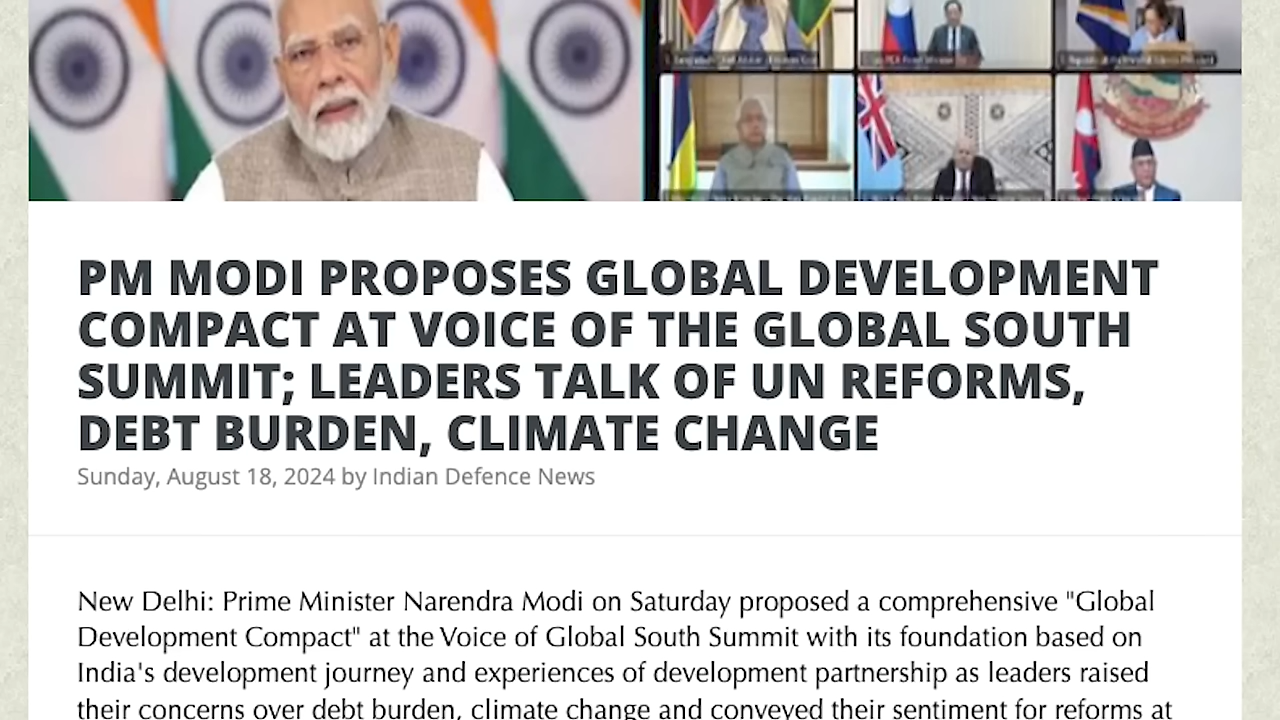 PM MODI PROPOSES GLOBAL DEVELOPMENT
COMPACT AT VOICE OF THE GLOBAL SOUTH
SUMMIT; LEADERS TALK OF UN REFORMS,
DEBT BURDEN, CLIMATE CHANGE
Sunday, August 18, 2024 by Indian Defence News
New Delhi: Prime Minister Narendra Modi on Saturday proposed a comprehensive "Global
Development Compact" at the Voice of Global South Summit with its foundation based on
India's development journey and experiences of development partnership as leaders raised
their concerns over debt burden, climate change and conveyed their sentiment for reforms at